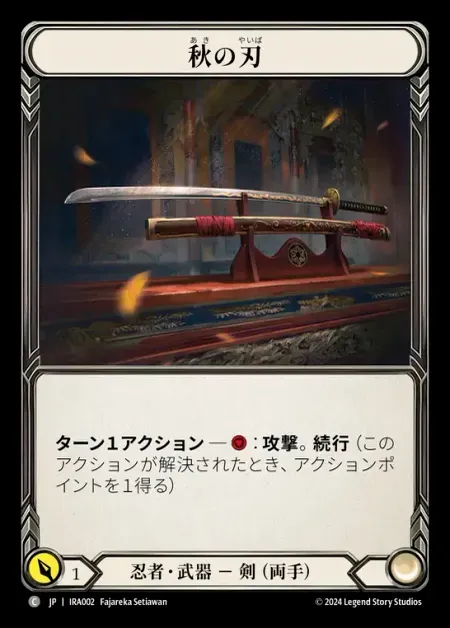 あき やいば
秋の刃
ターン1アクション ― : 攻撃。続行 (この
アクションが解決されたとき、アクションポ
イントを1得る)
1
忍者・武器 － 剣 (両手)
C JP | IRA002 Fajareka Setiawan
© 2024 Legend Story Studios